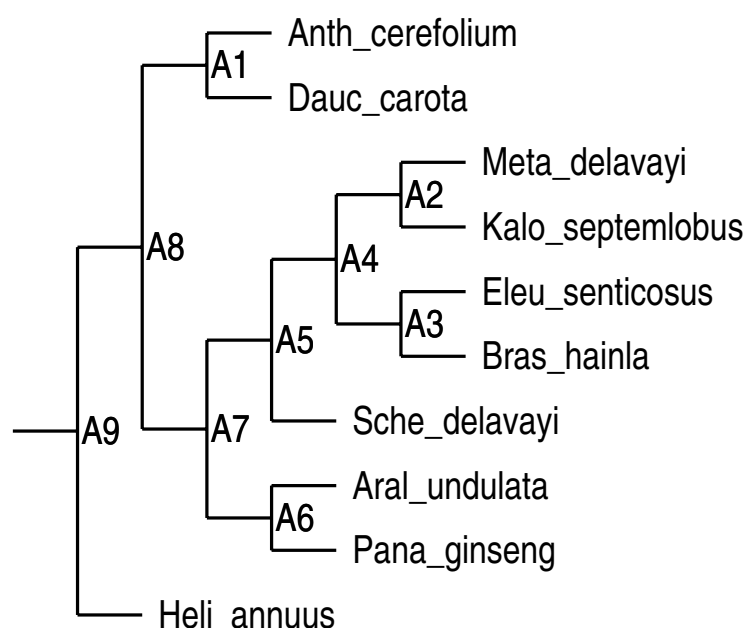 Anth_cerefolium
A1
Dauc_carota
Meta_delavayi
A2
Kalo_septemlobus
A8
A4
Eleu_senticosus
A3
A5
Bras_hainla
Sche_delavayi
A9
A7
Aral_undulata
A6
Pana_ginseng
Heli_annuus